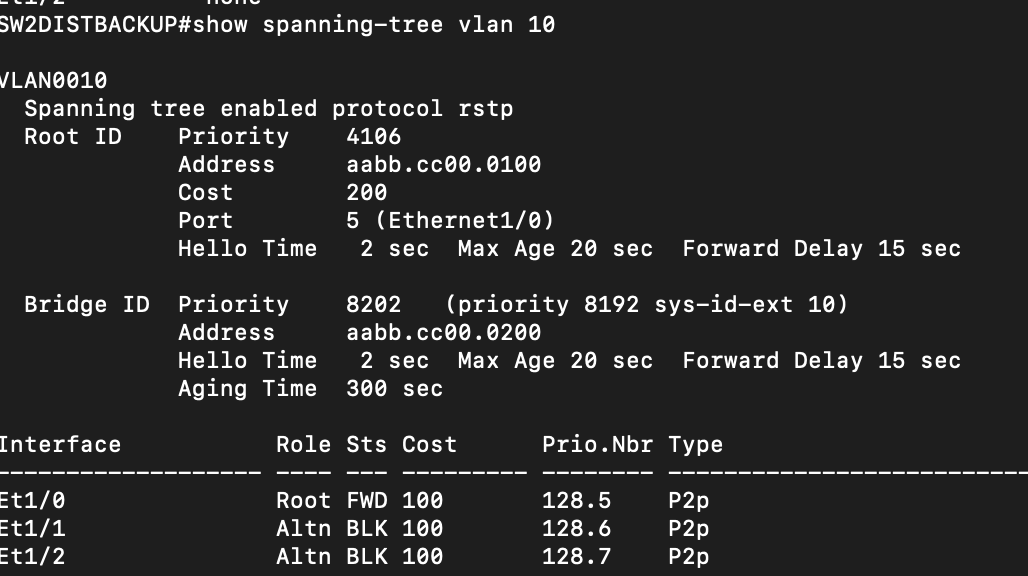 Et1/2          none
SW2DISTBACKUP#show spanning-tree vlan 10

VLAN0010
  Spanning tree enabled protocol rstp
  Root ID    Priority    4106
             Address     aabb.cc00.0100
             Cost        200
             Port        5 (Ethernet1/0)
             Hello Time   2 sec  Max Age 20 sec  Forward Delay 15 sec

  Bridge ID  Priority    8202   (priority 8192 sys-id-ext 10)
             Address     aabb.cc00.0200
             Hello Time   2 sec  Max Age 20 sec  Forward Delay 15 sec
             Aging Time  300 sec

Interface           Role Sts Cost      Prio.Nbr Type
------------------- ---- --- --------- -------- --------------------------
Et1/0               Root FWD 100       128.5    P2p
Et1/1               Altn BLK 100       128.6    P2p
Et1/2               Altn BLK 100       128.7    P2p